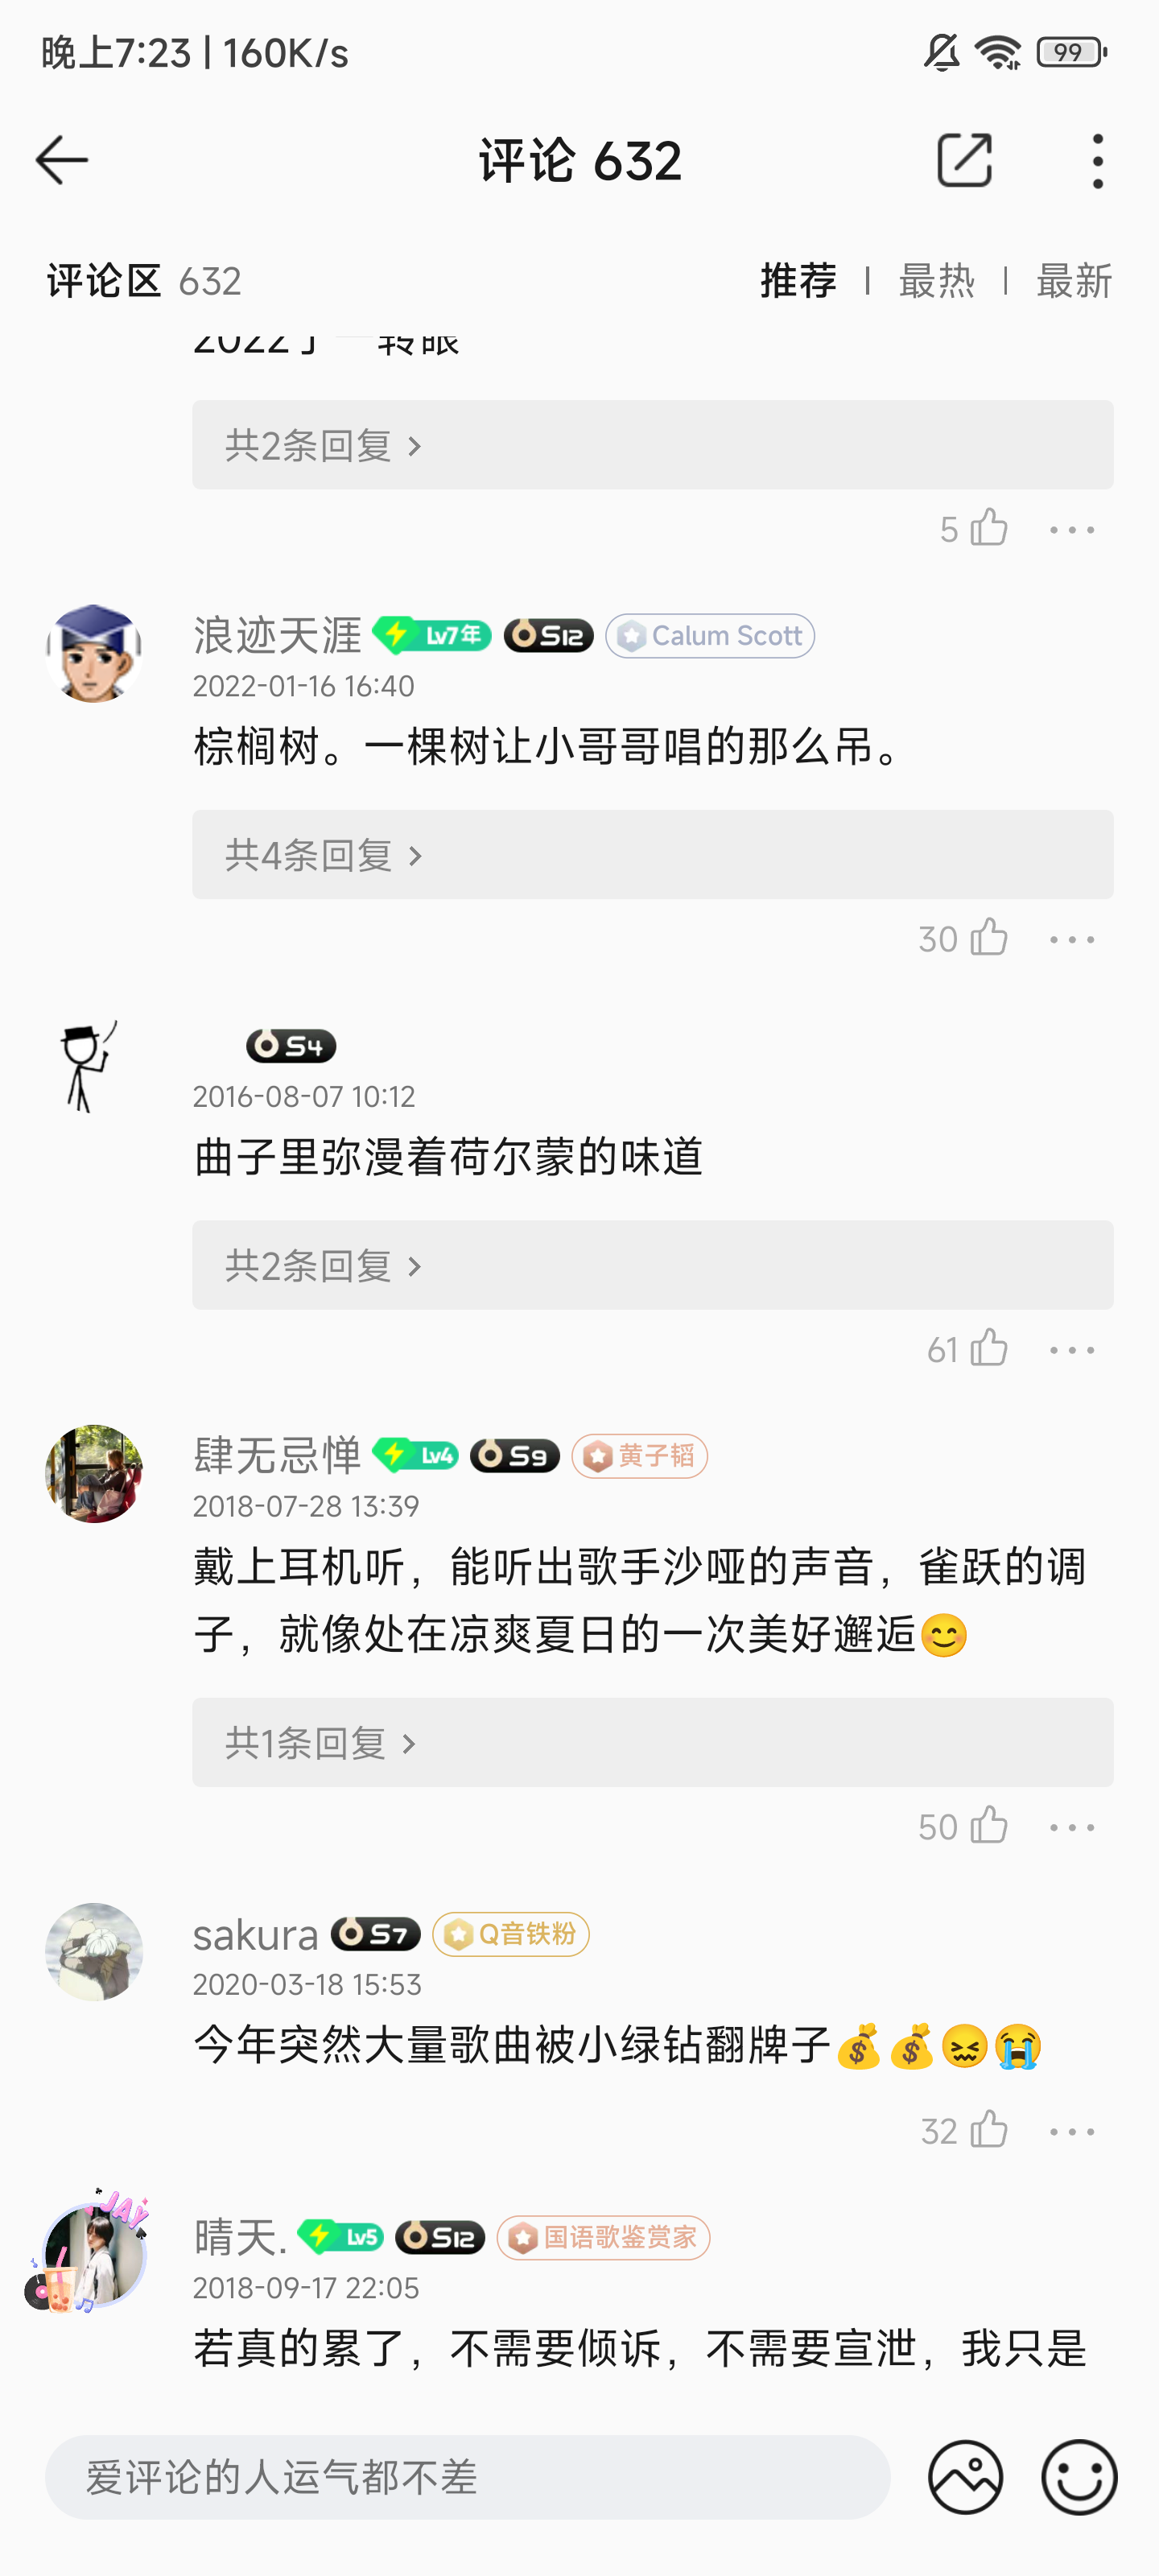 晚上7:23 | 160K/s
99
评论 632
评论区 632
推荐 | 最热 | 最新
2022了 一转眼
共2条回复 >
5
浪迹天涯 Lv7年 S12 Calum Scott
2022-01-16 16:40
棕榈树。一棵树让小哥哥唱的那么吊。
共4条回复 >
30
S4
2016-08-07 10:12
曲子里弥漫着荷尔蒙的味道
共2条回复 >
61
肆无忌惮 Lv4 S9 黄子韬
2018-07-28 13:39
戴上耳机听，能听出歌手沙哑的声音，雀跃的调
子，就像处在凉爽夏日的一次美好邂逅😊
共1条回复 >
50
sakura S7 Q音铁粉
2020-03-18 15:53
今年突然大量歌曲被小绿钻翻牌子💰💰😖😭
32
JAY
晴天. Lv5 S12 国语歌鉴赏家
2018-09-17 22:05
若真的累了，不需要倾诉，不需要宣泄，我只是
爱评论的人运气都不差